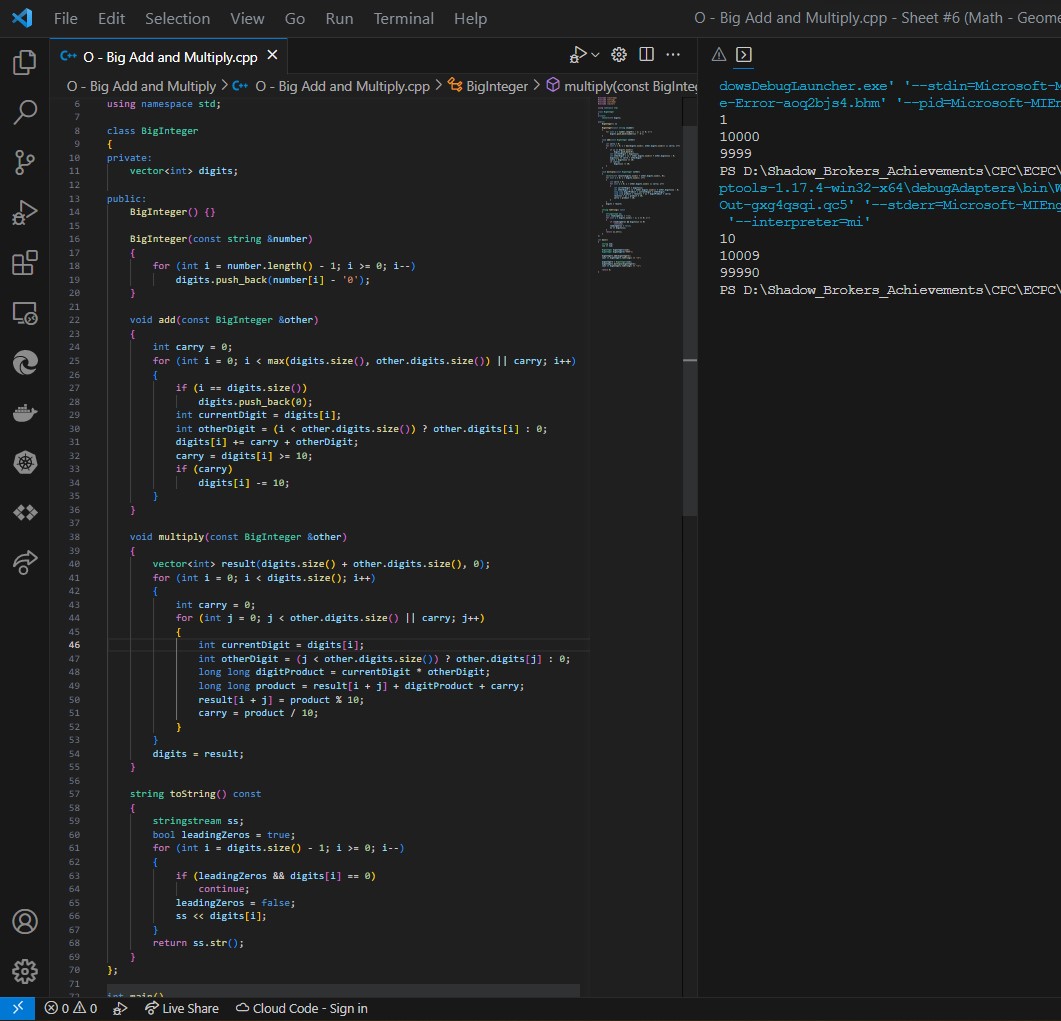 File Edit Selection View Go Run Terminal Help
O - Big Add and Multiply.cpp - Sheet #6 (Math - Geome
C++ O - Big Add and Multiply.cpp ×
O - Big Add and Multiply > C++ O - Big Add and Multiply.cpp > BigInteger > multiply(const BigInteg
6 using namespace std;
7
8 class BigInteger
9 {
10 private:
11 vector<int> digits;
12
13 public:
14 BigInteger() {}
15
16 BigInteger(const string &number)
17 {
18 for (int i = number.length() - 1; i >= 0; i--)
19 digits.push_back(number[i] - '0');
20 }
21
22 void add(const BigInteger &other)
23 {
24 int carry = 0;
25 for (int i = 0; i < max(digits.size(), other.digits.size()) || carry; i++)
26 {
27 if (i == digits.size())
28 digits.push_back(0);
29 int currentDigit = digits[i];
30 int otherDigit = (i < other.digits.size()) ? other.digits[i] : 0;
31 digits[i] += carry + otherDigit;
32 carry = digits[i] >= 10;
33 if (carry)
34 digits[i] -= 10;
35 }
36 }
37
38 void multiply(const BigInteger &other)
39 {
40 vector<int> result(digits.size() + other.digits.size(), 0);
41 for (int i = 0; i < digits.size(); i++)
42 {
43 int carry = 0;
44 for (int j = 0; j < other.digits.size() || carry; j++)
45 {
46 int currentDigit = digits[i];
47 int otherDigit = (j < other.digits.size()) ? other.digits[j] : 0;
48 long long digitProduct = currentDigit * otherDigit;
49 long long product = result[i + j] + digitProduct + carry;
50 result[i + j] = product % 10;
51 carry = product / 10;
52 }
53 }
54 digits = result;
55 }
56
57 string toString() const
58 {
59 stringstream ss;
60 bool leadingZeros = true;
61 for (int i = digits.size() - 1; i >= 0; i--)
62 {
63 if (leadingZeros && digits[i] == 0)
64 continue;
65 leadingZeros = false;
66 ss << digits[i];
67 }
68 return ss.str();
69 }
70 };
71
72 int main()
dowsDebugLauncher.exe' '--stdin=Microsoft-M
e-Error-aoq2bjs4.bhm' '--pid=Microsoft-MIEn
1
10000
9999
PS D:\Shadow_Brokers_Achievements\CPC\ECPC\
ptools-1.17.4-win32-x64\debugAdapters\bin\W
Out-gxg4qsqi.qc5' '--stderr=Microsoft-MIEng
'--interpreter=mi'
10
10009
99990
PS D:\Shadow_Brokers_Achievements\CPC\ECPC\
0 0 Live Share Cloud Code - Sign in